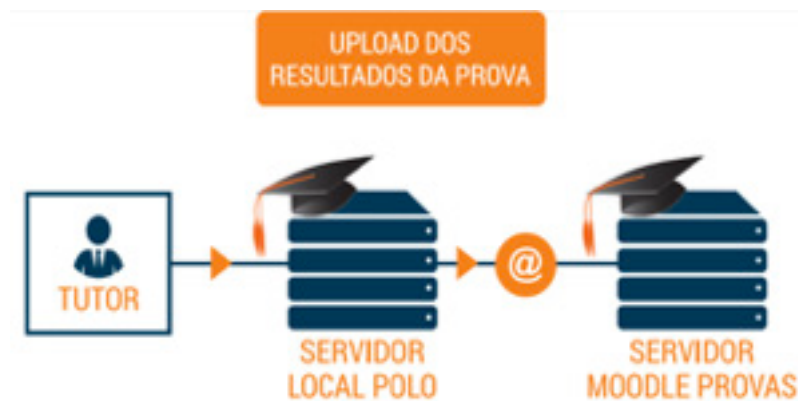 UPLOAD DOS
RESULTADOS DA PROVA
@
TUTOR
SERVIDOR
LOCAL POLO
SERVIDOR
MOODLE PROVAS